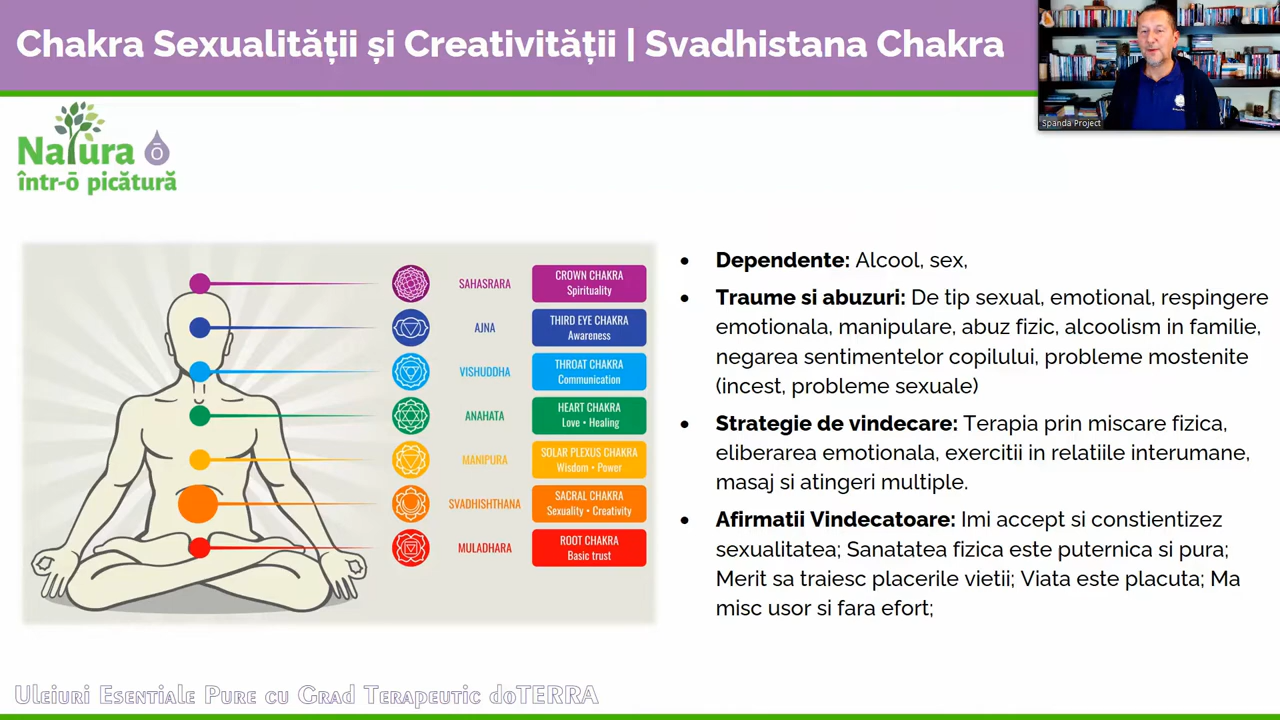 Chakra Sexualității și Creativității | Svadhistana Chakra
Spanda Project
Natura ō
într-ō picătură
SAHASRARA
CROWN CHAKRA
Spirituality
AJNA
THIRD EYE CHAKRA
Awareness
VISHUDDHA
THROAT CHAKRA
Communication
ANAHATA
HEART CHAKRA
Love • Healing
MANIPURA
SOLAR PLEXUS CHAKRA
Wisdom • Power
SVADHISHTHANA
SACRAL CHAKRA
Sexuality • Creativity
MULADHARA
ROOT CHAKRA
Basic trust
• Dependente: Alcool, sex,
• Traume si abuzuri: De tip sexual, emotional, respingere
emotionala, manipulare, abuz fizic, alcoolism in familie,
negarea sentimentelor copilului, probleme mostenite
(incest, probleme sexuale)
• Strategie de vindecare: Terapia prin miscare fizica,
eliberarea emotionala, exercitii in relatiile interumane,
masaj si atingeri multiple.
• Afirmatii Vindecatoare: Imi accept si constientizez
sexualitatea; Sanatatea fizica este puternica si pura;
Merit sa traiesc placerile vietii; Viata este placuta; Ma
misc usor si fara efort;
Uleiuri Esentiale Pure cu Grad Terapeutic doTERRA